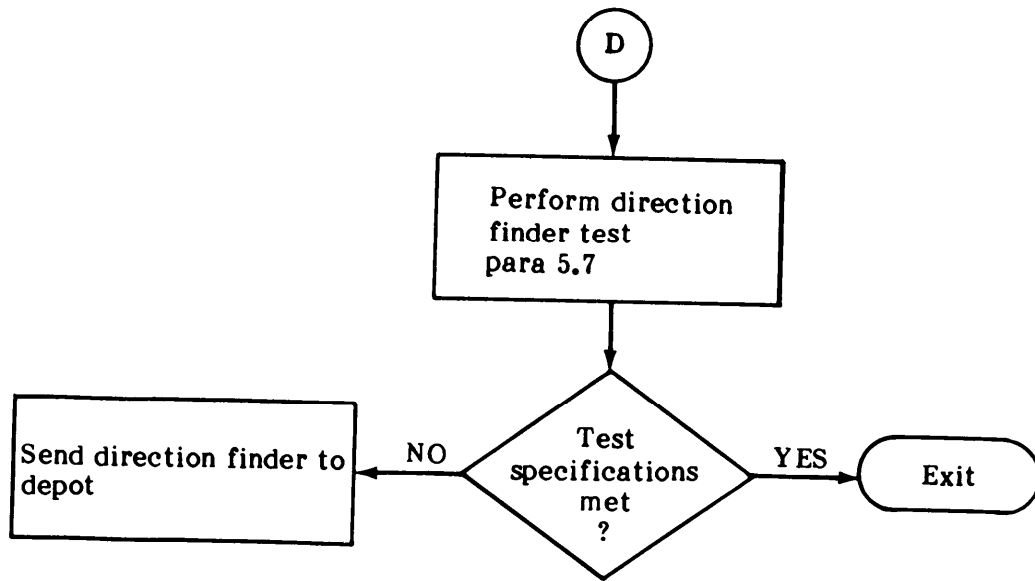 D
Perform direction
finder test
para 5.7
Test
specifications
met
?
NO
Send direction finder to
depot
YES
Exit